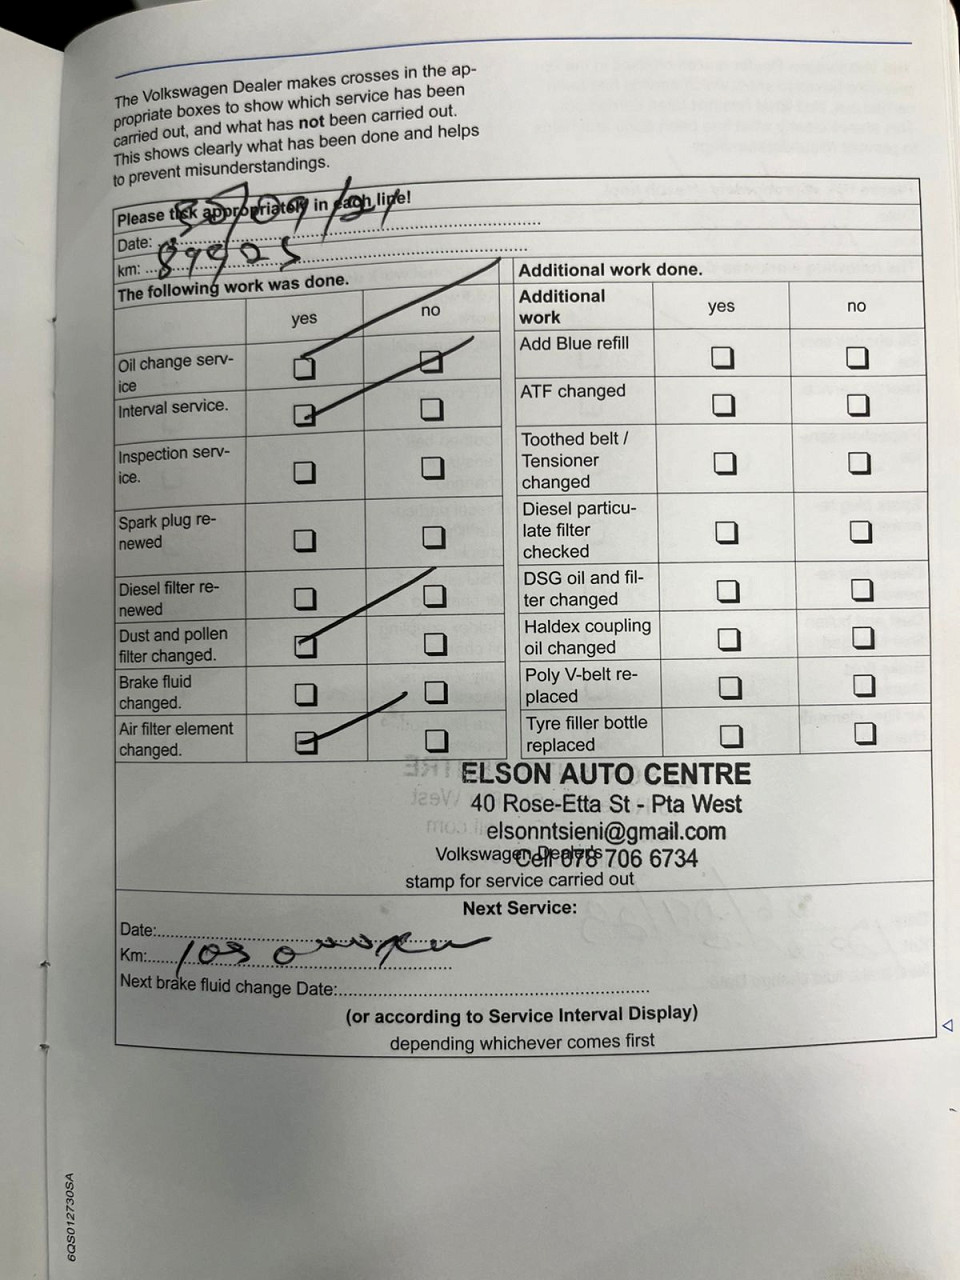 The Volkswagen Dealer makes crosses in the ap-
propriate boxes to show which service has been
carried out, and what has not been carried out.
This shows clearly what has been done and helps
to prevent misunderstandings.
Please tick appropriately in each line!
Date:
km:
The following work was done.
yes no
Oil change serv-
ice
Interval service.
Inspection serv-
ice.
Spark plug re-
newed
Diesel filter re-
newed
Dust and pollen
filter changed.
Brake fluid
changed.
Air filter element
changed.
Additional work done.
Additional
work
yes no
Add Blue refill
ATF changed
Toothed belt /
Tensioner
changed
Diesel particu-
late filter
checked
DSG oil and fil-
ter changed
Haldex coupling
oil changed
Poly V-belt re-
placed
Tyre filler bottle
replaced
ELSON AUTO CENTRE
40 Rose-Etta St - Pta West
elsonntsieni@gmail.com
Cell 078 706 6734
Volkswagen Dealer's
stamp for service carried out
Next Service:
Date:
Km:
Next brake fluid change Date:
(or according to Service Interval Display)
depending whichever comes first
6QS012730SA